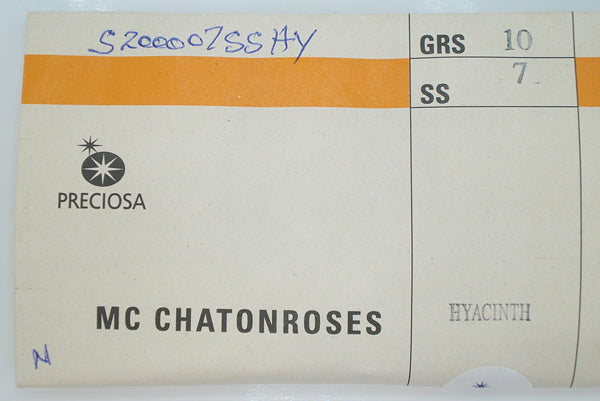 S200007SSHY
GRS 10
SS 7
PRECIOSA
MC CHATONROSES
HYACINTH
N